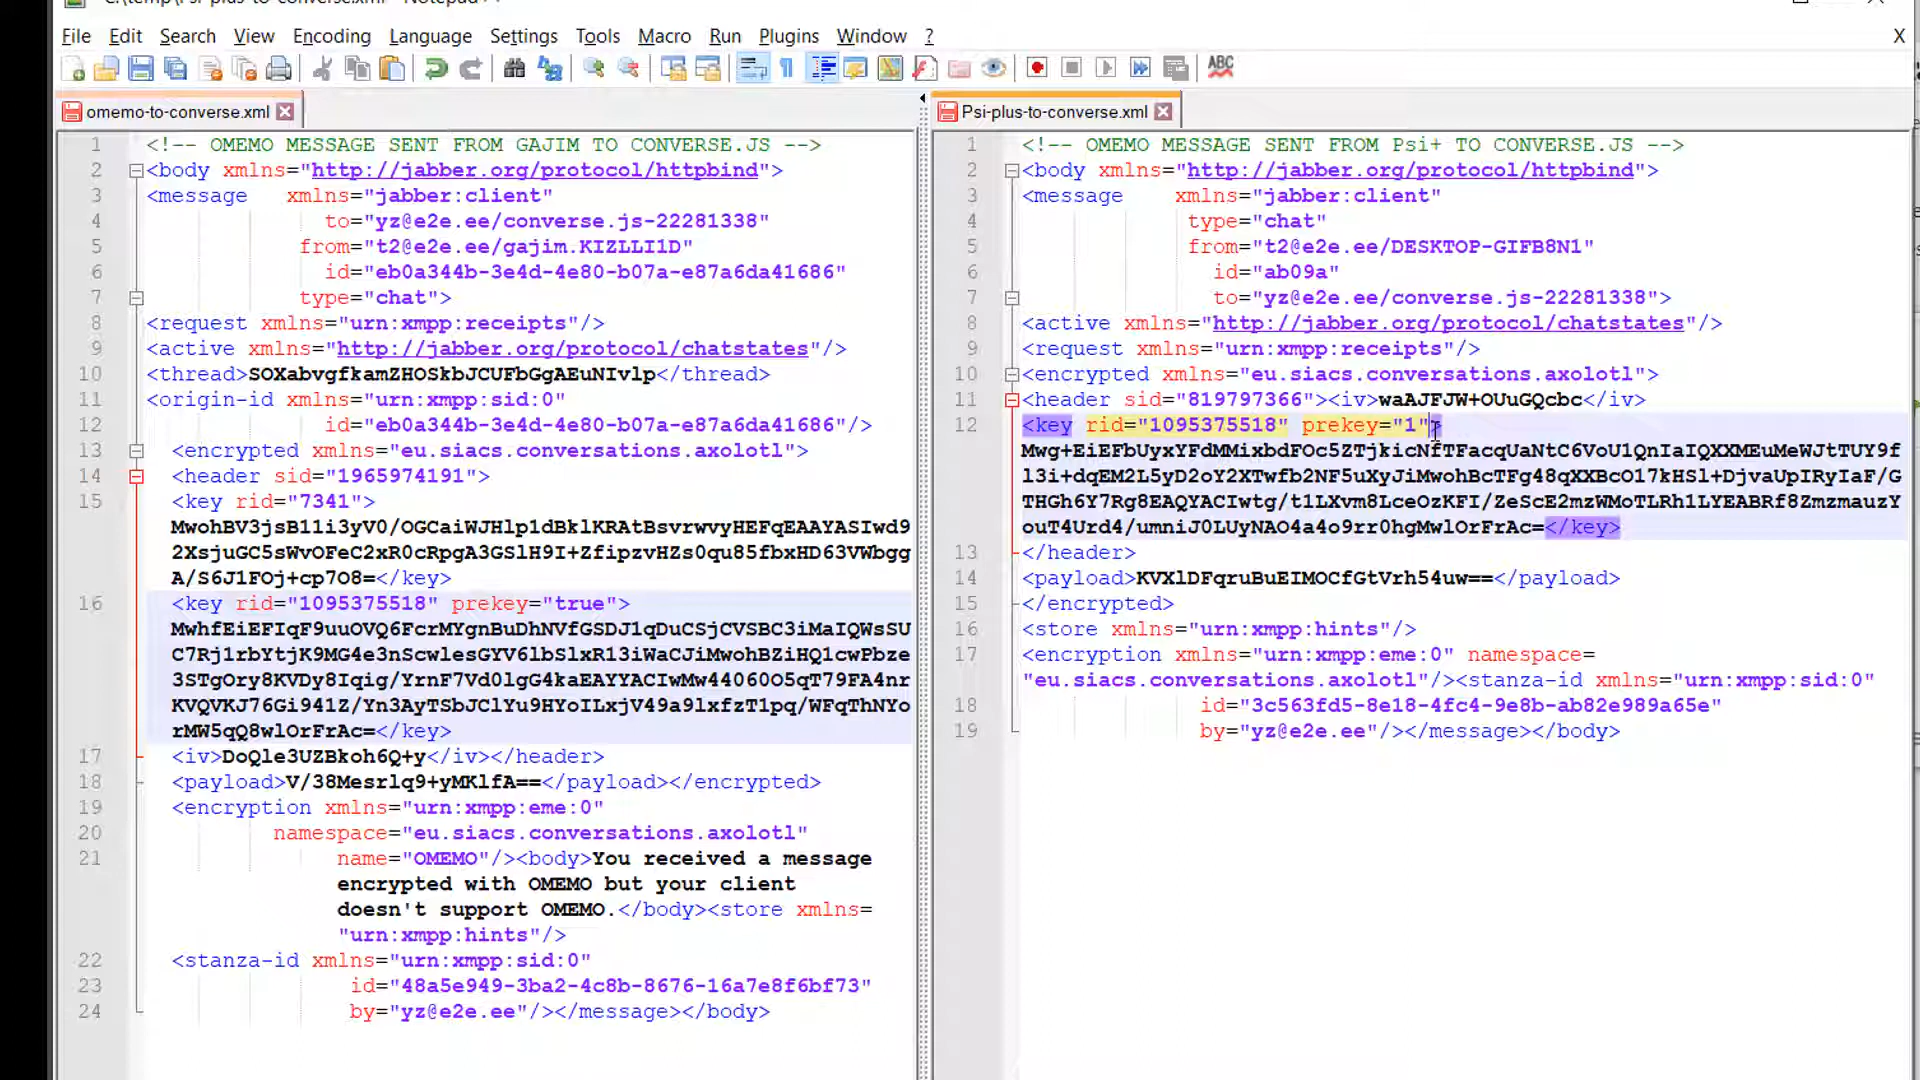 File Edit Search View Encoding Language Settings Tools Macro Run Plugins Window ? X
omemo-to-converse.xml
1 <!-- OMEMO MESSAGE SENT FROM GAJIM TO CONVERSE.JS -->
2 <body xmlns="http://jabber.org/protocol/httpbind">
3 <message xmlns="jabber:client"
4 to="yz@e2e.ee/converse.js-22281338"
5 from="t2@e2e.ee/gajim.KIZLLI1D"
6 id="eb0a344b-3e4d-4e80-b07a-e87a6da41686"
7 type="chat">
8 <request xmlns="urn:xmpp:receipts"/>
9 <active xmlns="http://jabber.org/protocol/chatstates"/>
10 <thread>SOXabvgfkamZHOSkbJCUFbGgAEuNIvlp</thread>
11 <origin-id xmlns="urn:xmpp:sid:0"
12 id="eb0a344b-3e4d-4e80-b07a-e87a6da41686"/>
13 <encrypted xmlns="eu.siacs.conversations.axolotl">
14 <header sid="1965974191">
15 <key rid="7341">
MwohBV3jsB11i3yV0/OGCaiWJHlp1dBklKRAtBsvrwvyHEFqEAAYASIwd9
2XsjuGC5sWvOFeC2xR0cRpgA3GSlH9I+ZfipzvHZs0qu85fbxHD63VWbgg
A/S6J1FOj+cp7O8=</key>
16 <key rid="1095375518" prekey="true">
MwhfEiEFIqF9uuOVQ6FcrMYgnBuDhNVfGSDJ1qDuCSjCVSBC3iMaIQWsSU
C7Rj1rbYtjK9MG4e3nScwlesGYV6lbSlxR13iWaCJiMwohBZiHQ1cwPbze
3STgOry8KVDy8Iqig/YrnF7Vd0lgG4kaEAYYACIwMw44060O5qT79FA4nr
KVQVKJ76Gi941Z/Yn3AyTSbJClYu9HYoILxjV49a9lxfzT1pq/WFqThNYo
rMW5qQ8wlOrFrAc=</key>
17 <iv>DoQle3UZBkoh6Q+y</iv></header>
18 <payload>V/38Mesrlq9+yMKlfA==</payload></encrypted>
19 <encryption xmlns="urn:xmpp:eme:0"
20 namespace="eu.siacs.conversations.axolotl"
21 name="OMEMO"/><body>You received a message
encrypted with OMEMO but your client
doesn't support OMEMO.</body><store xmlns=
"urn:xmpp:hints"/>
22 <stanza-id xmlns="urn:xmpp:sid:0"
23 id="48a5e949-3ba2-4c8b-8676-16a7e8f6bf73"
24 by="yz@e2e.ee"/></message></body>
Psi-plus-to-converse.xml
1 <!-- OMEMO MESSAGE SENT FROM Psi+ TO CONVERSE.JS -->
2 <body xmlns="http://jabber.org/protocol/httpbind">
3 <message xmlns="jabber:client"
4 type="chat"
5 from="t2@e2e.ee/DESKTOP-GIFB8N1"
6 id="ab09a"
7 to="yz@e2e.ee/converse.js-22281338">
8 <active xmlns="http://jabber.org/protocol/chatstates"/>
9 <request xmlns="urn:xmpp:receipts"/>
10 <encrypted xmlns="eu.siacs.conversations.axolotl">
11 <header sid="819797366"><iv>waAJFJW+OUuGQcbc</iv>
12 <key rid="1095375518" prekey="1">
Mwg+EiEFbUyxYFdMMixbdFOc5ZTjkicNfTFacqUaNtC6VoU1QnIaIQXXMEuMeWJtTUY9f
l3i+dqEM2L5yD2oY2XTwfb2NF5uXyJiMwohBcTFg48qXXBcOl7kHSl+DjvaUpIRyIaF/G
THGh6Y7Rg8EAQYACIwtg/t1LXvm8LceOzKFI/ZeScE2mzWMoTLRh1LYEABRf8ZmzmauzY
ouT4Urd4/umniJ0LUyNAO4a4o9rr0hgMwlOrFrAc=</key>
13 </header>
14 <payload>KVXlDFqruBuEIMOCfGtVrh54uw==</payload>
15 </encrypted>
16 <store xmlns="urn:xmpp:hints"/>
17 <encryption xmlns="urn:xmpp:eme:0" namespace=
"eu.siacs.conversations.axolotl"/><stanza-id xmlns="urn:xmpp:sid:0"
18 id="3c563fd5-8e18-4fc4-9e8b-ab82e989a65e"
19 by="yz@e2e.ee"/></message></body>